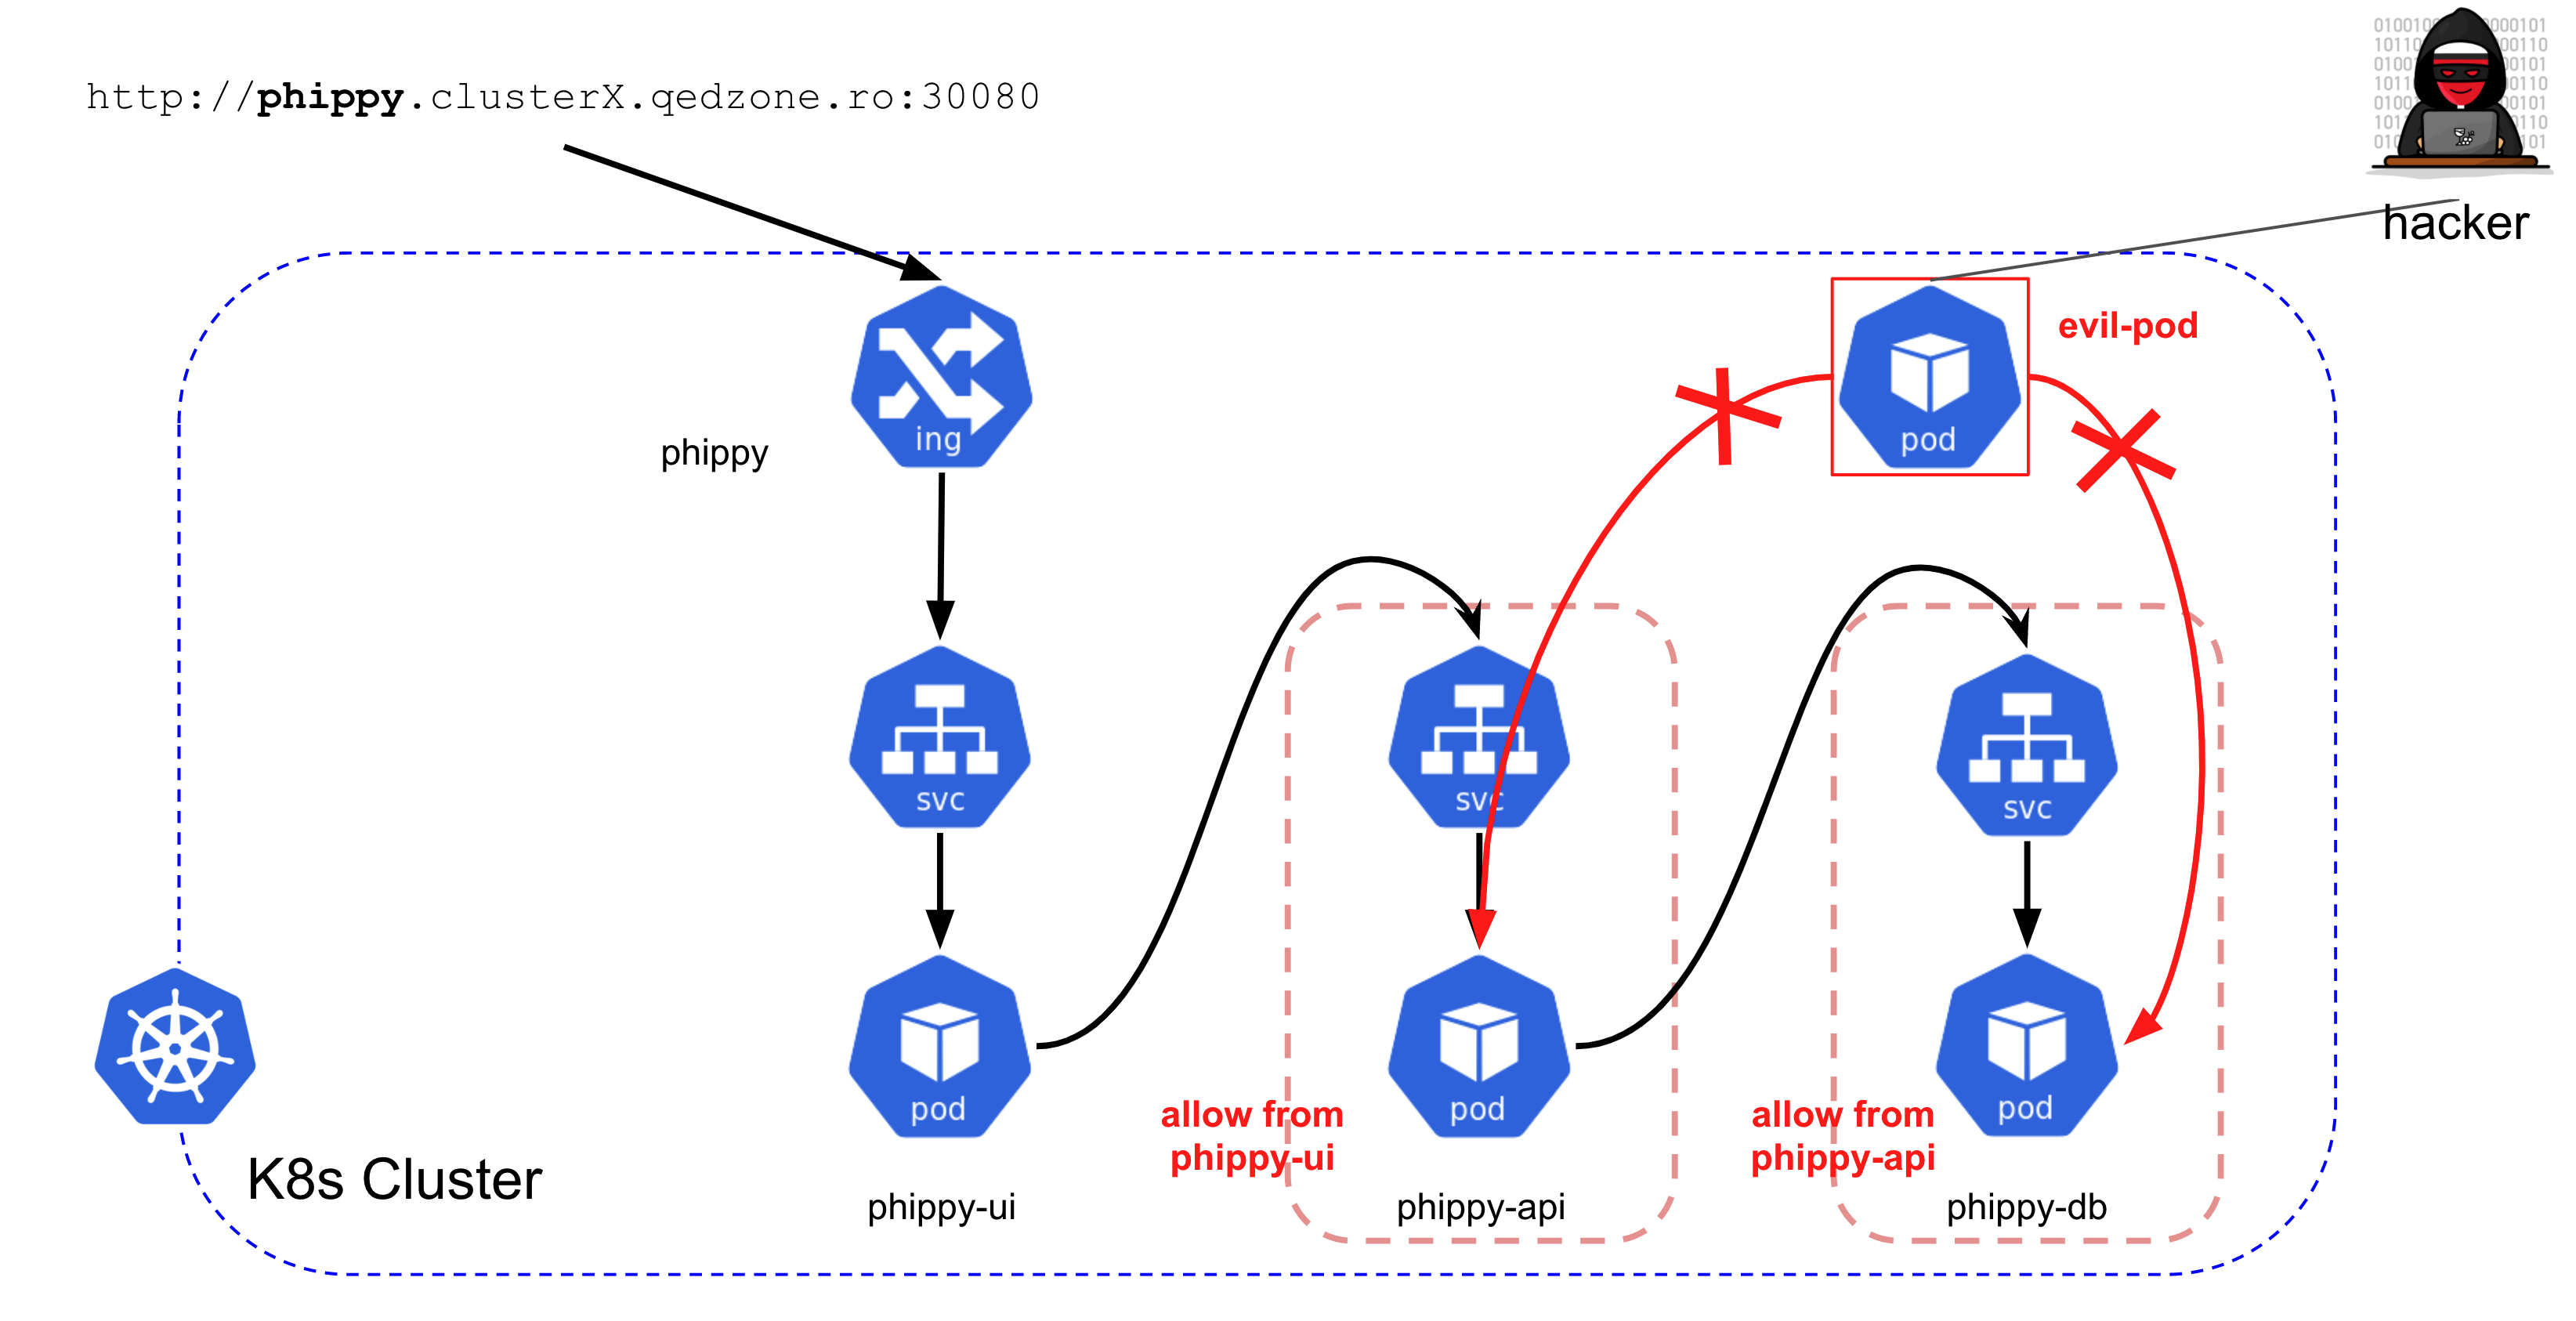 http://phippy.clusterX.qedzone.ro:30080
hacker
evil-pod
ing
phippy
pod
svc
svc
svc
pod
pod
pod
allow from
phippy-ui
allow from
phippy-api
K8s Cluster
phippy-ui
phippy-api
phippy-db